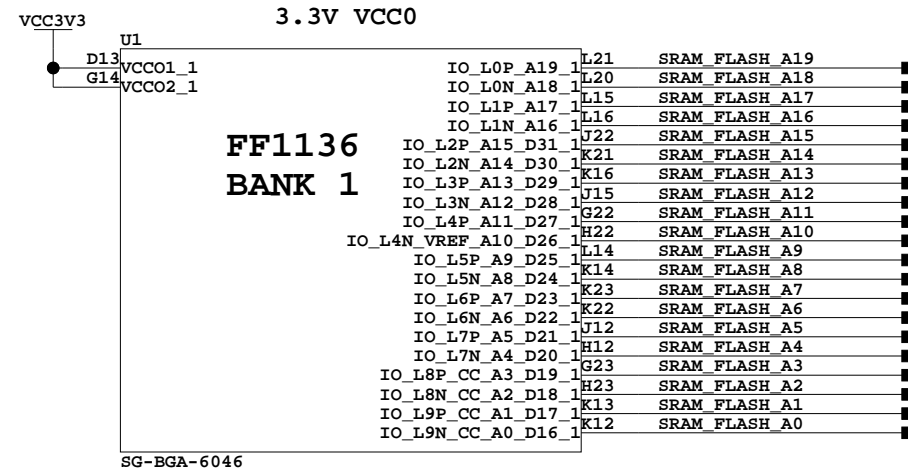 3.3V VCC0
VCC3V3
U1
D13 VCCO1_1
G14 VCCO2_1
FF1136
BANK 1
IO_L0P_A19_1 L21 SRAM_FLASH_A19
IO_L0N_A18_1 L20 SRAM_FLASH_A18
IO_L1P_A17_1 L15 SRAM_FLASH_A17
IO_L1N_A16_1 L16 SRAM_FLASH_A16
IO_L2P_A15_D31_1 J22 SRAM_FLASH_A15
IO_L2N_A14_D30_1 K21 SRAM_FLASH_A14
IO_L3P_A13_D29_1 K16 SRAM_FLASH_A13
IO_L3N_A12_D28_1 J15 SRAM_FLASH_A12
IO_L4P_A11_D27_1 G22 SRAM_FLASH_A11
IO_L4N_VREF_A10_D26_1 H22 SRAM_FLASH_A10
IO_L5P_A9_D25_1 L14 SRAM_FLASH_A9
IO_L5N_A8_D24_1 K14 SRAM_FLASH_A8
IO_L6P_A7_D23_1 K23 SRAM_FLASH_A7
IO_L6N_A6_D22_1 K22 SRAM_FLASH_A6
IO_L7P_A5_D21_1 J12 SRAM_FLASH_A5
IO_L7N_A4_D20_1 H12 SRAM_FLASH_A4
IO_L8P_CC_A3_D19_1 G23 SRAM_FLASH_A3
IO_L8N_CC_A2_D18_1 H23 SRAM_FLASH_A2
IO_L9P_CC_A1_D17_1 K13 SRAM_FLASH_A1
IO_L9N_CC_A0_D16_1 K12 SRAM_FLASH_A0
SG-BGA-6046